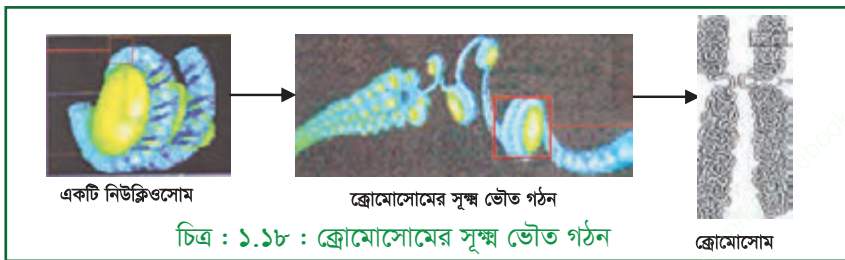 একটি নিউক্লিওসোম
ক্রোমোসোমের সূক্ষ্ম ভৌত গঠন
ক্রোমোসোম
চিত্র : ১.১৮ : ক্রোমোসোমের সূক্ষ্ম ভৌত গঠন